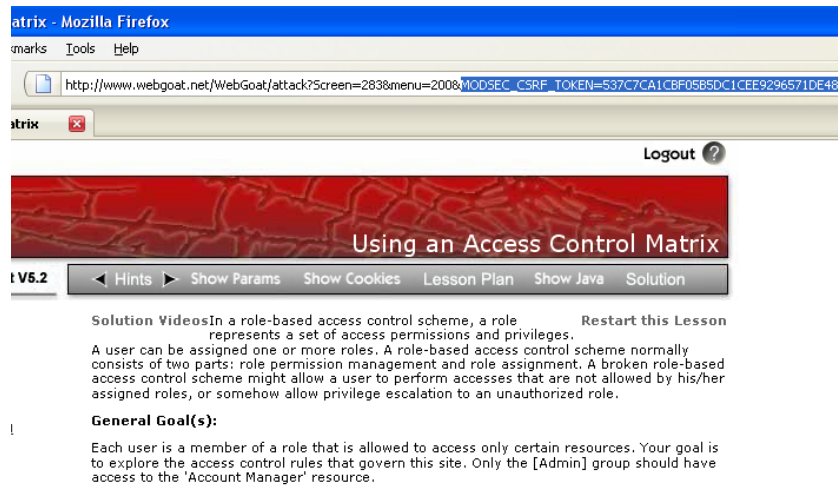 atrix - Mozilla Firefox
kmarks Tools Help
http://www.webgoat.net/WebGoat/attack?Screen=283&menu=200&MODSEC_CSRF_TOKEN=537C7CA1CBF05B5DC1CEE9296571DE48
atrix
Logout ?
Using an Access Control Matrix
t V5.2 Hints Show Params Show Cookies Lesson Plan Show Java Solution
Solution Videos In a role-based access control scheme, a role Restart this Lesson
represents a set of access permissions and privileges.
A user can be assigned one or more roles. A role-based access control scheme normally
consists of two parts: role permission management and role assignment. A broken role-based
access control scheme might allow a user to perform accesses that are not allowed by his/her
assigned roles, or somehow allow privilege escalation to an unauthorized role.
General Goal(s):
!
Each user is a member of a role that is allowed to access only certain resources. Your goal is
to explore the access control rules that govern this site. Only the [Admin] group should have
access to the 'Account Manager' resource.